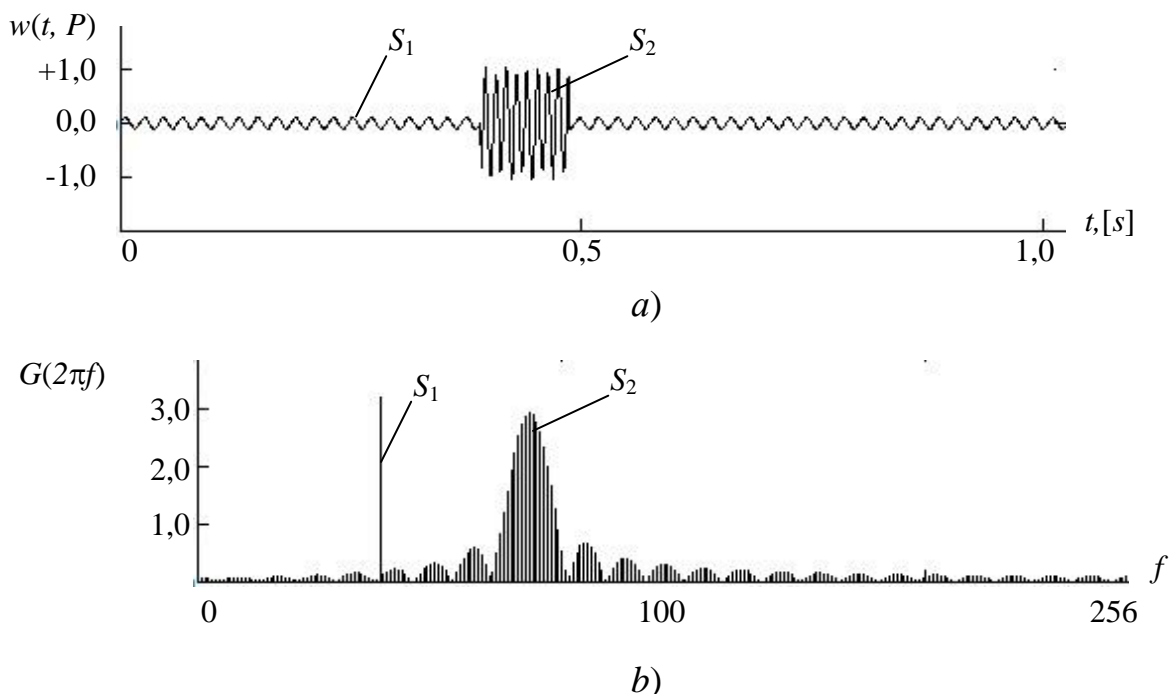 w(t, P)
S1
S2
+1,0
0,0
-1,0
t,[s]
0
0,5
1,0
a)
G(2πf)
S1
S2
3,0
2,0
1,0
f
0
100
256
b)